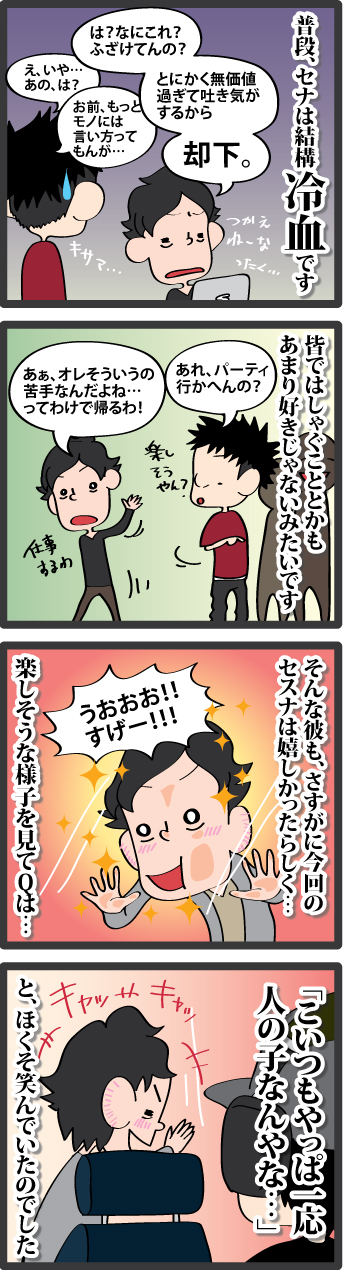 普段、セナは結構
冷血です
は？なにこれ？
ふざけてんの？
え、いや…
あの、は？
とにかく無価値
過ぎて吐き気が
するから
却下。
お前、もっと
モノには
言い方って
もんが…
キサマ…
つかえ
ね〜な
ったく…
皆ではしゃぐこととかも
あまり好きじゃないみたいです
あれ、パーティ
行かへんの？
楽し
そう
やん？
あぁ、オレそういうの
苦手なんだよね…
ってわけで帰るわ！
仕事
するわ
そんな彼も、さすがに今回の
セスナは嬉しかったらしく…
うおおお！！
すげー！！！
楽しそうな様子を見てQは…
「こいつもやっぱ一応
人の子なんやな…」
キャッキャッ
と、ほくそ笑んでいたのでした